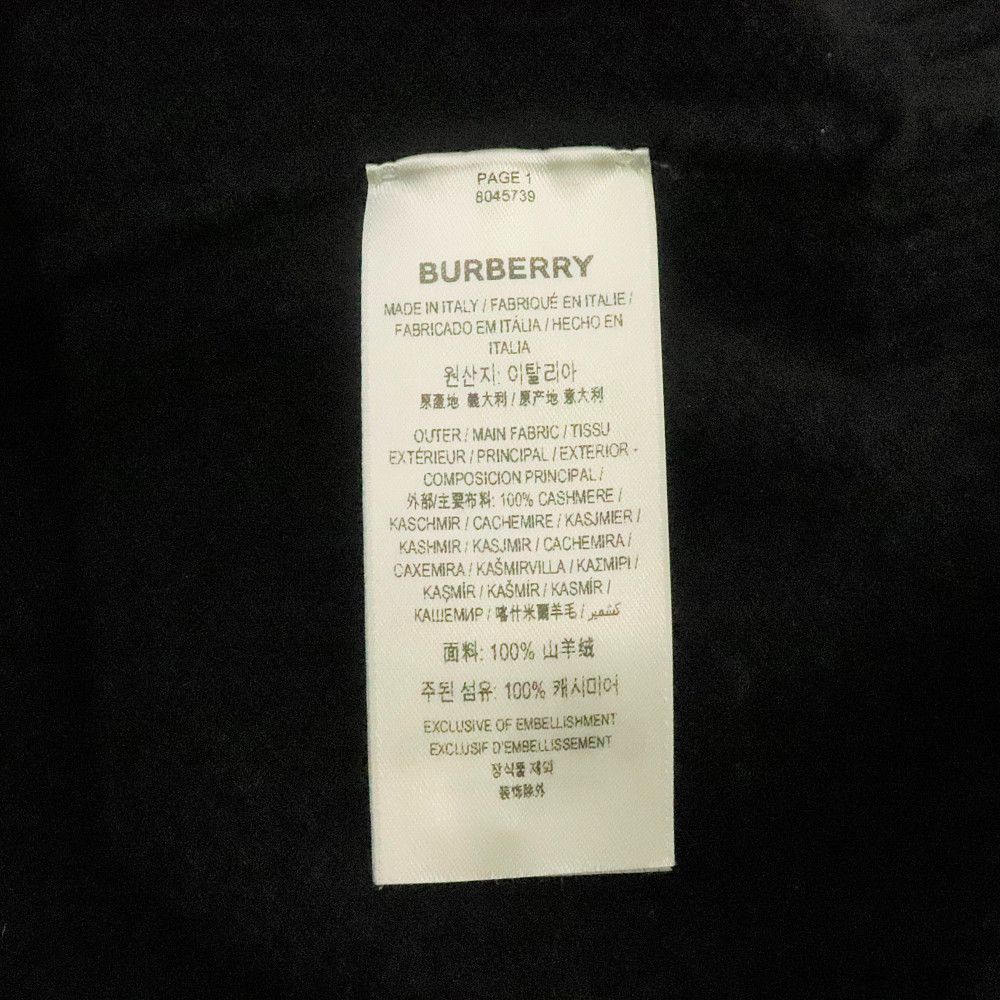 PAGE 1
8045739
BURBERRY
MADE IN ITALY / FABRIQUÉ EN ITALIE /
FABRICADO EM ITÁLIA / HECHO EN
ITALIA
원산지: 이탈리아
原產地 義大利 / 原产地 意大利
OUTER / MAIN FABRIC / TISSU
EXTÉRIEUR / PRINCIPAL / EXTERIOR -
COMPOSICION PRINCIPAL /
外部/主要布料: 100% CASHMERE /
KASCHMIR / CACHEMIRE / KASJMIER /
KASHMIR / KASJMIR / CACHEMIRA /
CAXEMIRA / KAŠMIRVILLA / ΚΑΣΜΙΡΙ /
KAŞMİR / KAŠMÍR / KASMÍR /
КАШЕМИР / 喀什米爾羊毛 / كشمير
面料: 100% 山羊绒
주된 섬유: 100% 캐시미어
EXCLUSIVE OF EMBELLISHMENT
EXCLUSIF D'EMBELLISSEMENT
장식물 제외
装饰除外